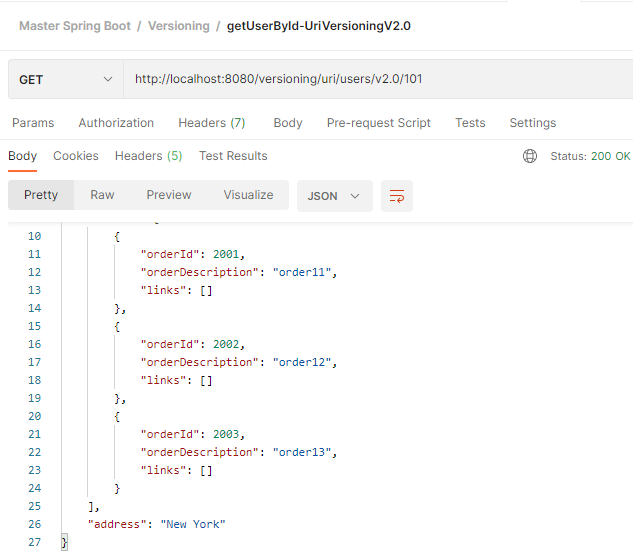 Master Spring Boot / Versioning / getUserById-UriVersioningV2.0
GET http://localhost:8080/versioning/uri/users/v2.0/101
Params Authorization Headers (7) Body Pre-request Script Tests Settings
Body Cookies Headers (5) Test Results Status: 200 OK
Pretty Raw Preview Visualize JSON
10 {
11 "orderId": 2001,
12 "orderDescription": "order11",
13 "links": []
14 },
15 {
16 "orderId": 2002,
17 "orderDescription": "order12",
18 "links": []
19 },
20 {
21 "orderId": 2003,
22 "orderDescription": "order13",
23 "links": []
24 }
25 ],
26 "address": "New York"
27 }